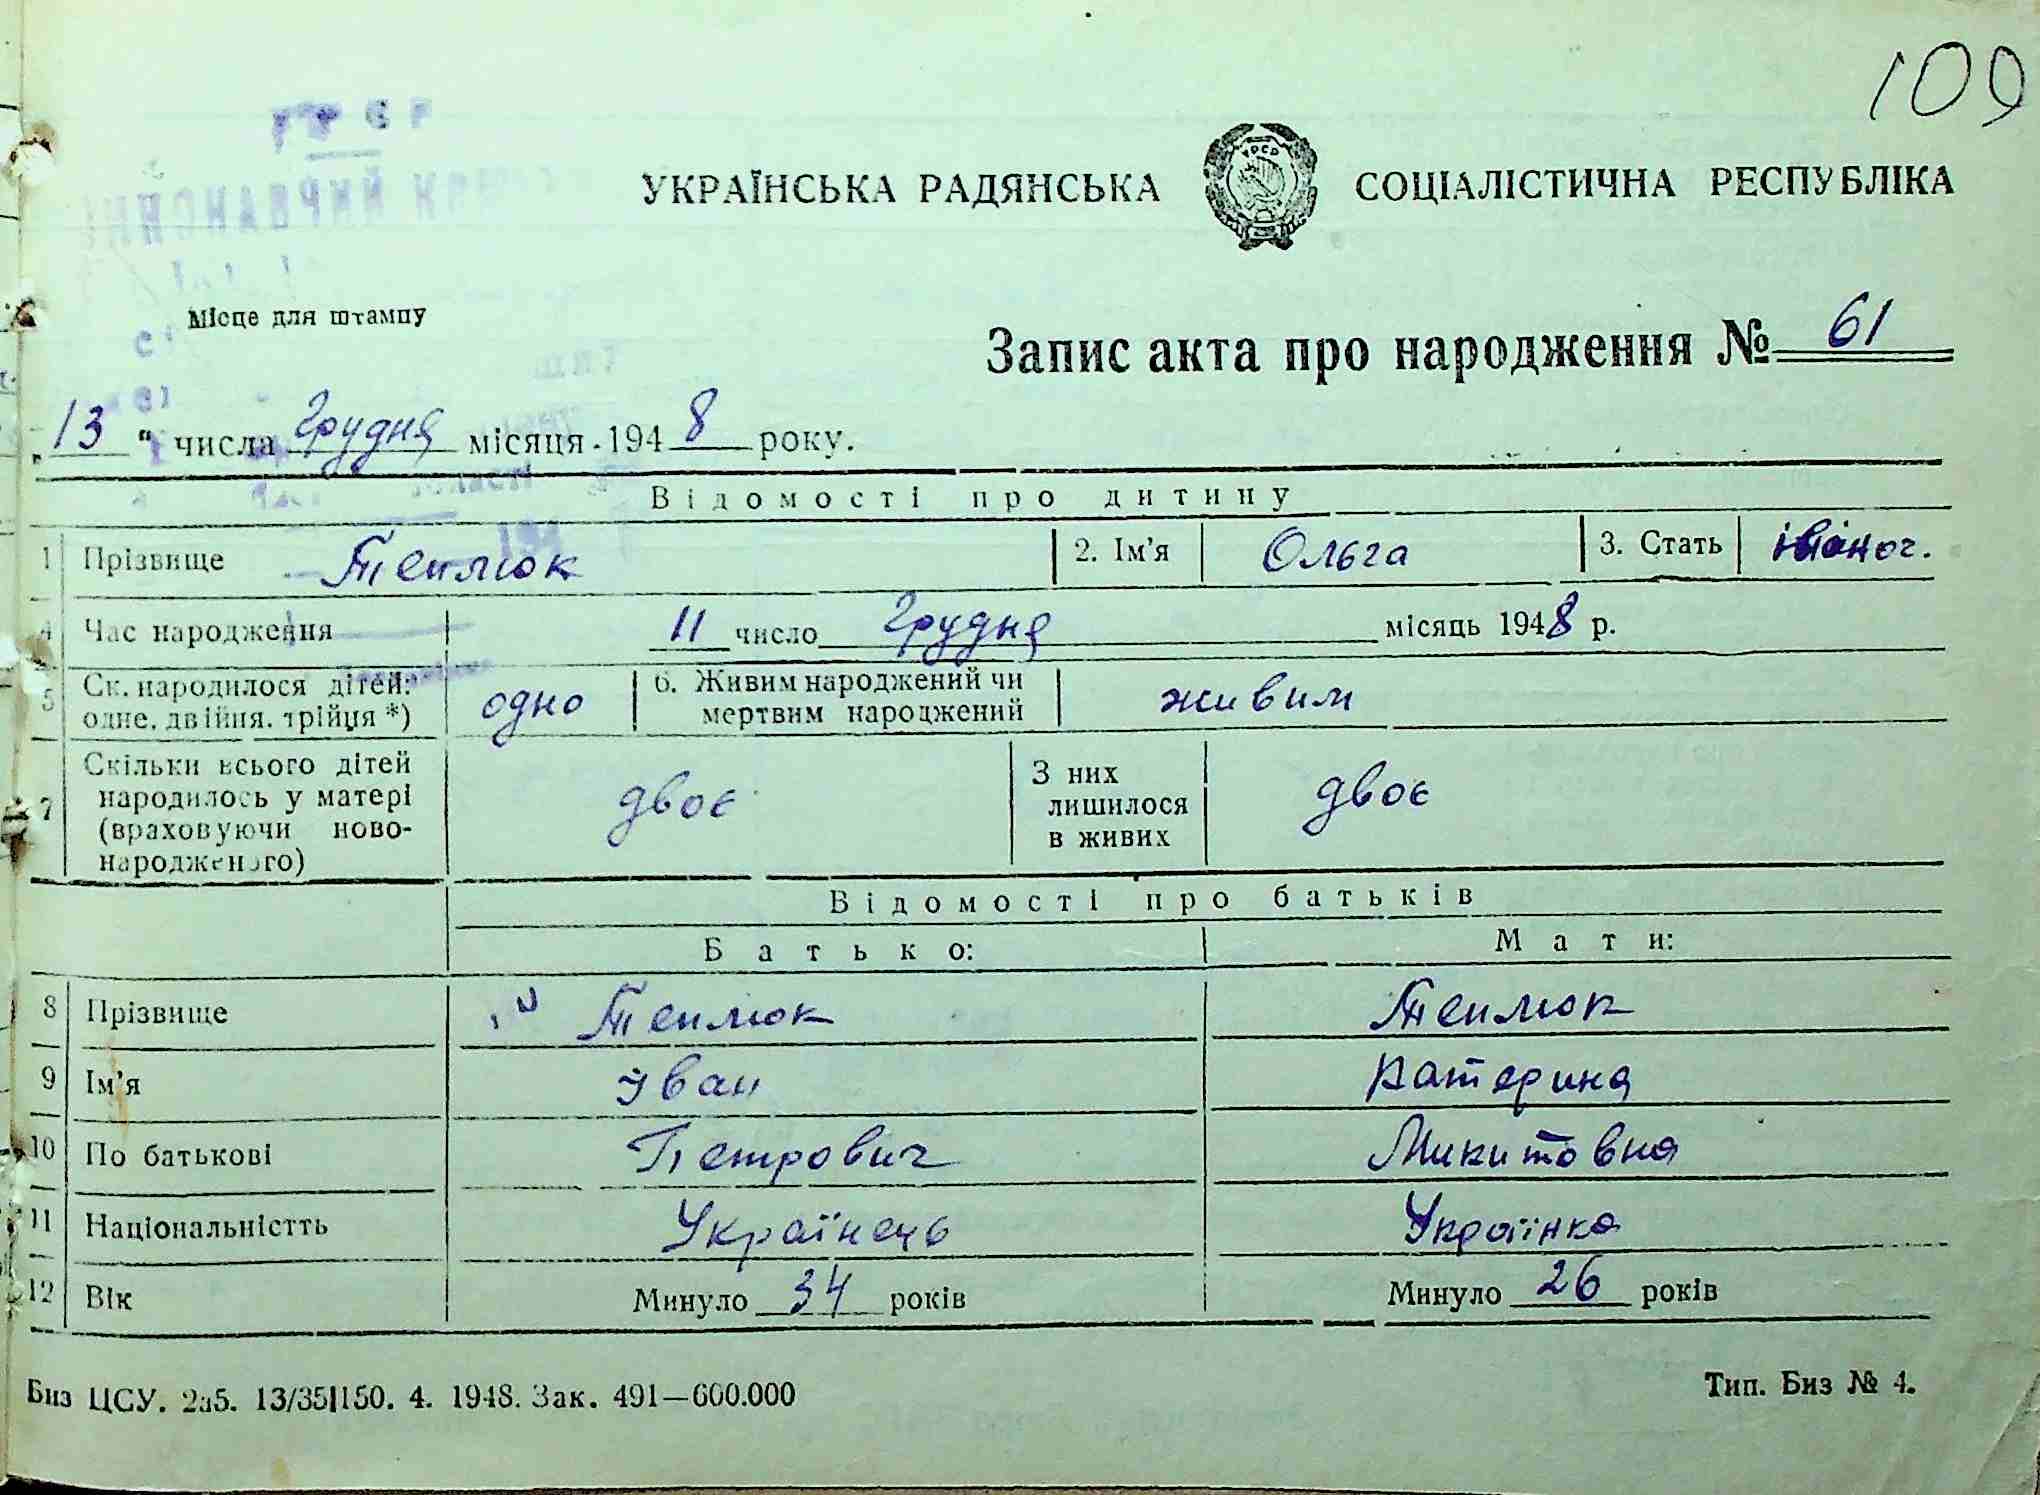 109
УКРАЇНСЬКА РАДЯНСЬКА СОЦІАЛІСТИЧНА РЕСПУБЛІКА
УРСР
Місце для штампу
Запис акта про народження № 61
„13" числа Грудня місяця 1948 року.
Відомості про дитину
1 Прізвище Теплюк 2. Ім'я Ольга 3. Стать жіноч.
4 Час народження 11 число Грудня місяць 1948 р.
5 Ск. народилося дітей: одне, двійня, трійця *) одно 6. Живим народжений чи мертвим народжений живим
7 Скільки всього дітей народилось у матері (враховуючи ново-народженого) двоє З них лишилося в живих двоє
Відомості про батьків
Батько: Мати:
8 Прізвище Теплюк Теплюк
9 Ім'я Іван Катерина
10 По батькові Петрович Микитовна
11 Національністть Українець Українка
12 Вік Минуло 34 років Минуло 26 років
Биз ЦСУ. 2а5. 13/35|150. 4. 1948. Зак. 491—600.000 Тип. Биз № 4.